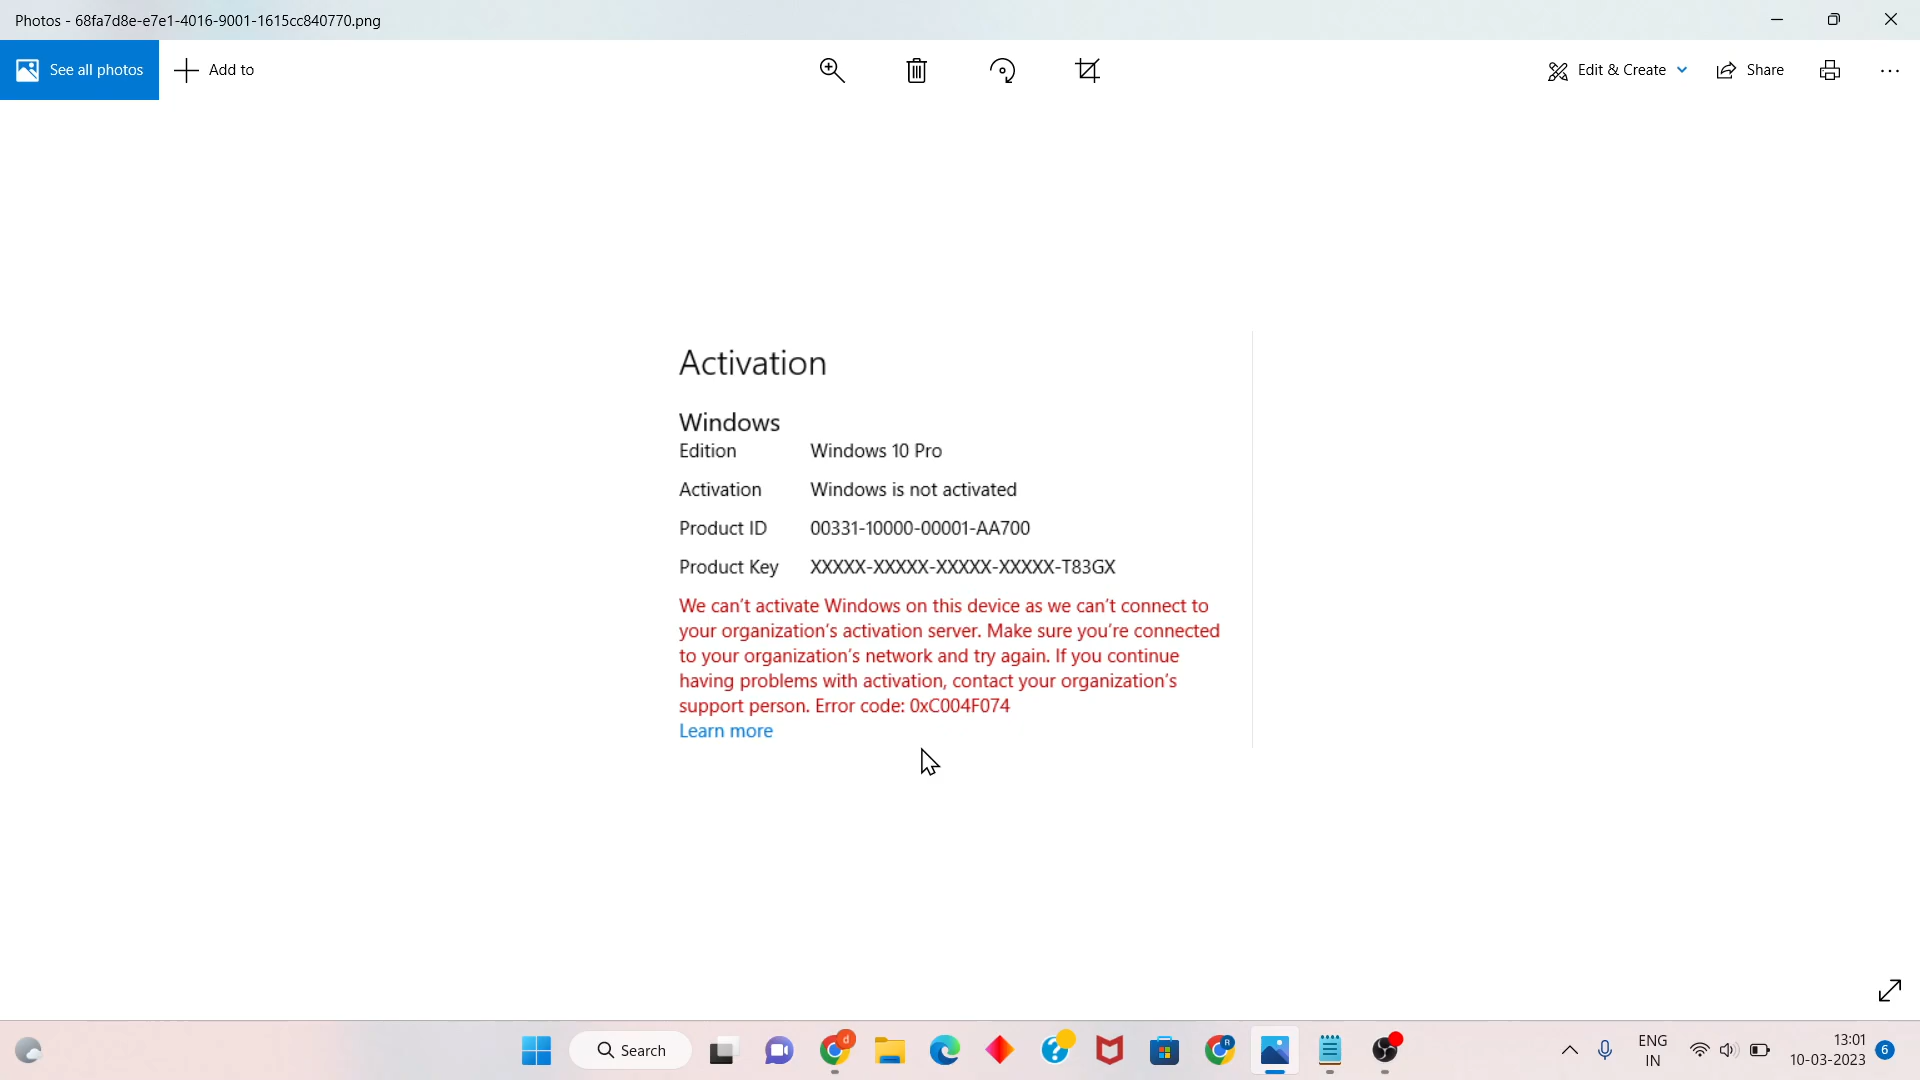 Photos - 68fa7d8e-e7e1-4016-9001-1615cc840770.png
See all photos
Add to
Edit & Create
Share
Activation
Windows
Edition Windows 10 Pro
Activation Windows is not activated
Product ID 00331-10000-00001-AA700
Product Key XXXXX-XXXXX-XXXXX-XXXXX-T83GX
We can't activate Windows on this device as we can't connect to
your organization's activation server. Make sure you're connected
to your organization's network and try again. If you continue
having problems with activation, contact your organization's
support person. Error code: 0xC004F074
Learn more
Search
d
R
ENG
IN
13:01
10-03-2023
6